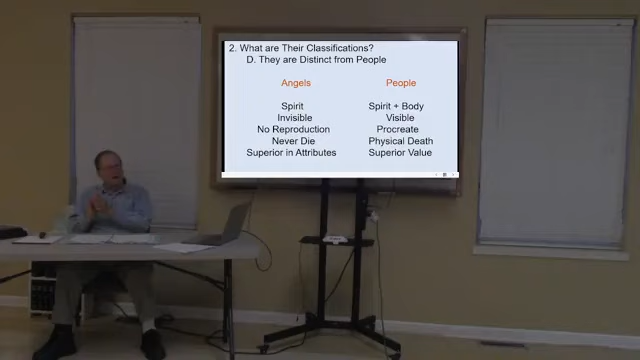 2. What are Their Classifications?
D. They are Distinct from People
Angels People
Spirit Spirit + Body
Invisible Visible
No Reproduction Procreate
Never Die Physical Death
Superior in Attributes Superior Value